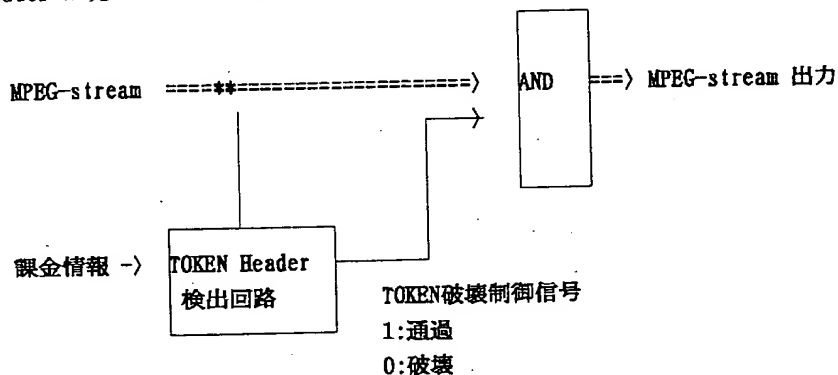 MPEG-stream ====**====================> AND ===> MPEG-stream 出力
課金情報 -> TOKEN Header
検出回路
TOKEN破壊制御信号
1:通過
0:破壊